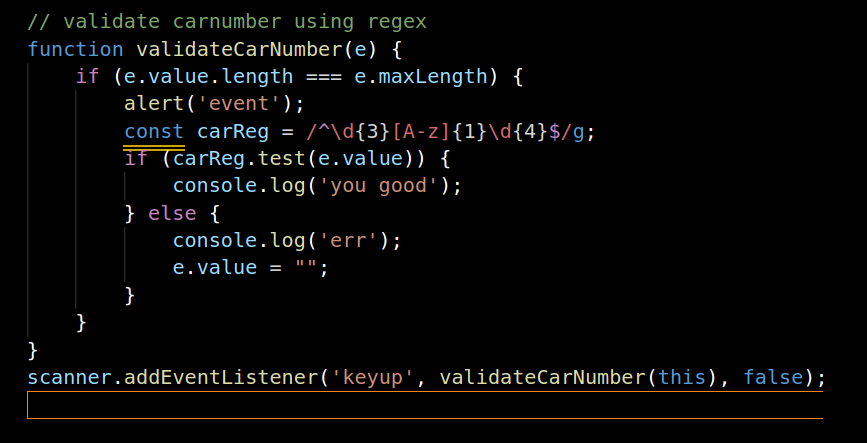 // validate carnumber using regex
function validateCarNumber(e) {
if (e.value.length === e.maxLength) {
alert('event');
const carReg = /^\d{3}[A-z]{1}\d{4}$/g;
if (carReg.test(e.value)) {
console.log('you good');
} else {
console.log('err');
e.value = "";
}
}
}
scanner.addEventListener('keyup', validateCarNumber(this), false);